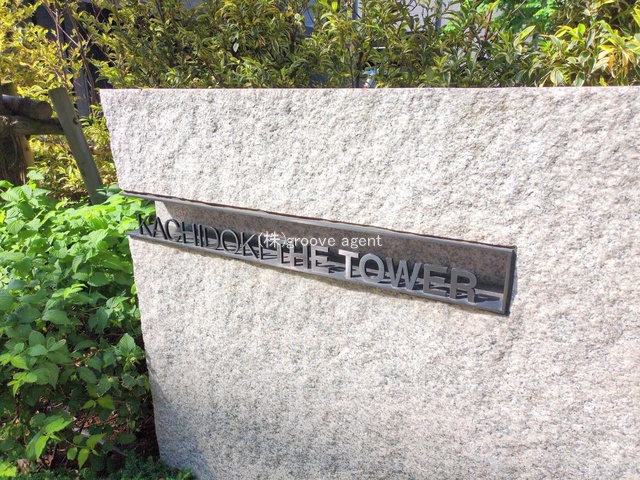 KACHIDOKI THE TOWER
(株)groove agent